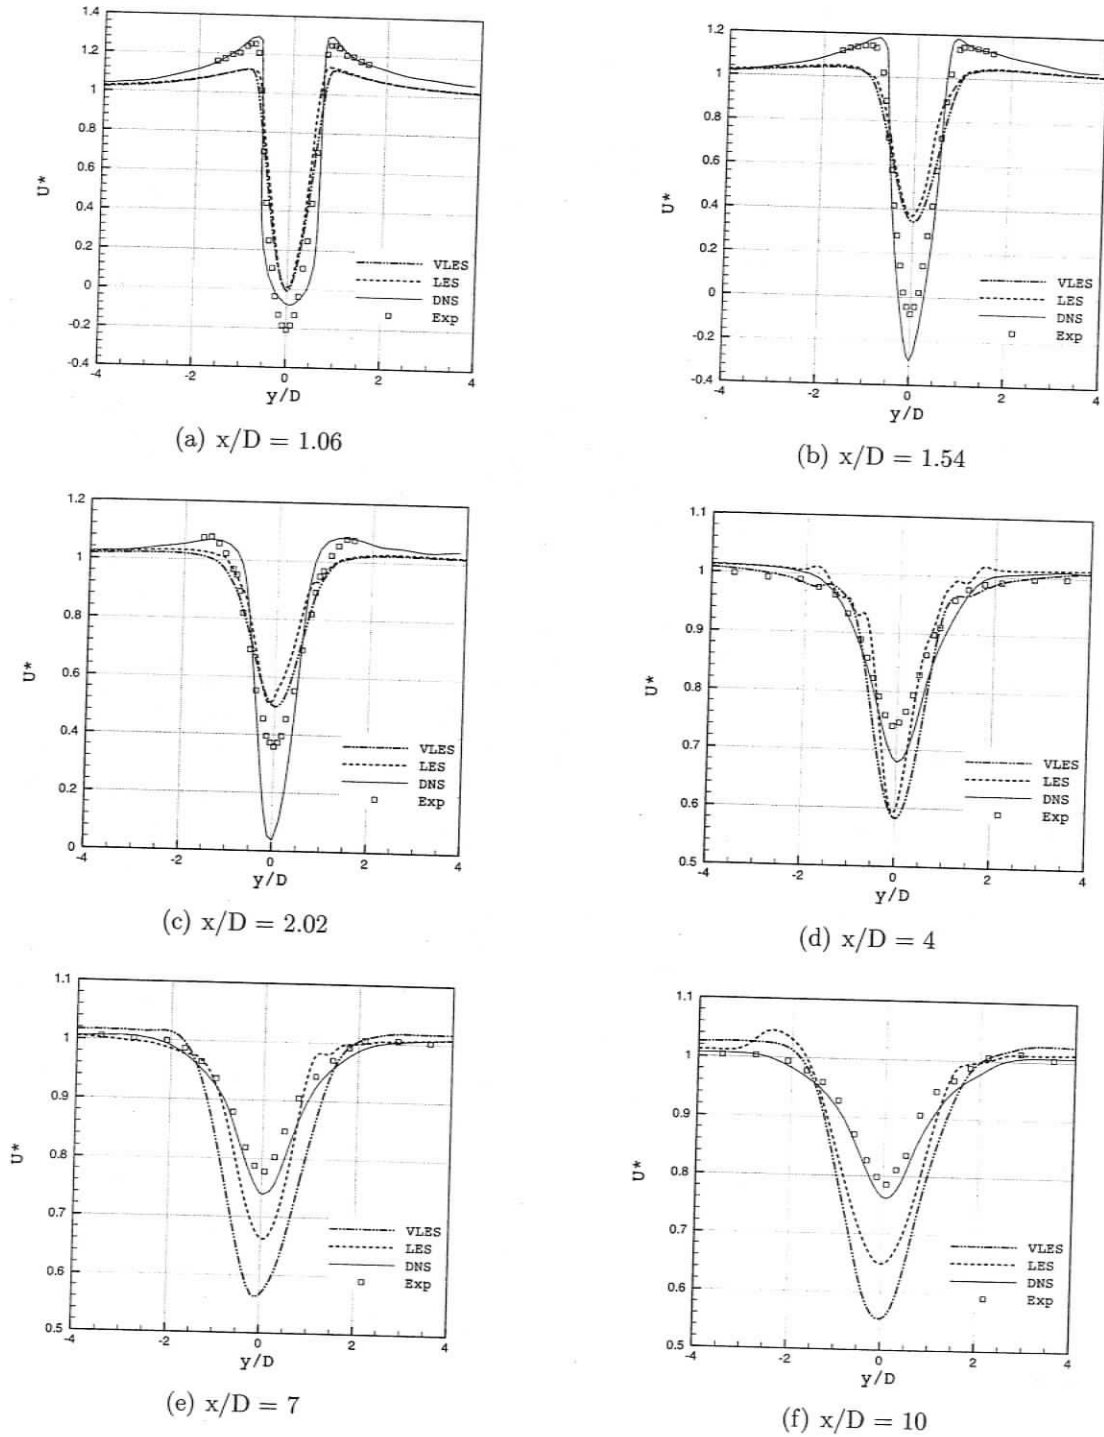 1.4
1.2
1
0.8
0.6
0.4
0.2
0
-0.2
-0.4
U*
VLES
LES
DNS
Exp
-4
-2
0
2
4
y/D
(a) x/D = 1.06
1.2
1
0.8
0.6
0.4
0.2
0
-0.2
-0.4
U*
VLES
LES
DNS
Exp
-4
-2
0
2
4
y/D
(b) x/D = 1.54
1.2
1
0.8
0.6
0.4
0.2
0
U*
VLES
LES
DNS
Exp
-4
-2
0
2
4
y/D
(c) x/D = 2.02
1.1
1
0.9
0.8
0.7
0.6
0.5
U*
VLES
LES
DNS
Exp
-4
-2
0
2
4
y/D
(d) x/D = 4
1.1
1
0.9
0.8
0.7
0.6
0.5
U*
VLES
LES
DNS
Exp
-4
-2
0
2
4
y/D
(e) x/D = 7
1.1
1
0.9
0.8
0.7
0.6
0.5
U*
VLES
LES
DNS
Exp
-4
-2
0
2
4
y/D
(f) x/D = 10